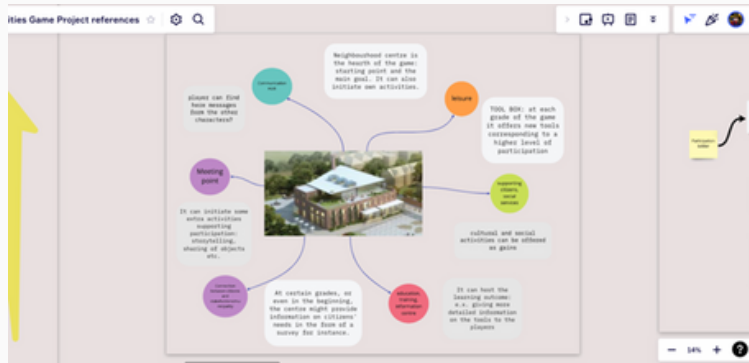 ities Game Project references
Neighbourhood centre is
the hearth of the game:
starting point and the
main goal. It can also
initiate own activities.
player can find
here messages
form the other
characters?
leisure
TOOL BOX: at each
grade of the game
it offers new tools
corresponding to a
higher level of
participation
Meeting
point
supporting
citizens,
social
services
It can initiate some
extra activities
supporting
participation:
storytelling,
sharing of objects
etc.
cultural and social
activities can be offered
as gains
At certain grades, or
even in the beginning,
the centre might provide
information on citizens'
needs in the form of a
survey for instance.
education,
training,
information
centre
It can host the
learning outcome:
e.x. giving more
detailed information
on the tools to the
players
14%